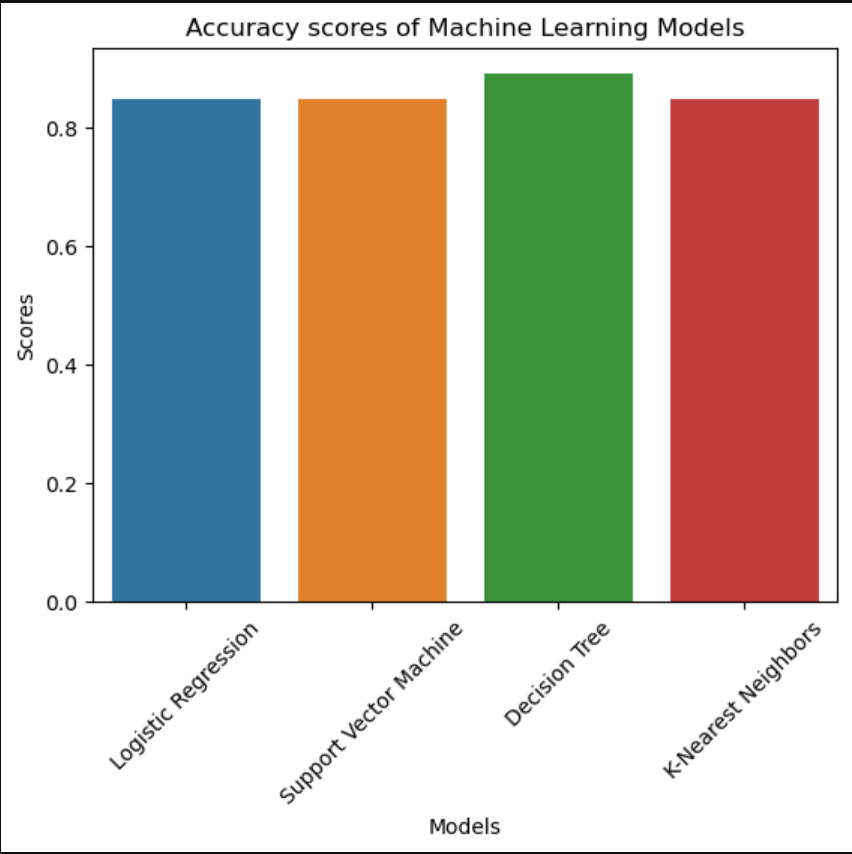 Accuracy scores of Machine Learning Models
Scores
0.8
0.6
0.4
0.2
0.0
Logistic Regression
Support Vector Machine
Decision Tree
K-Nearest Neighbors
Models